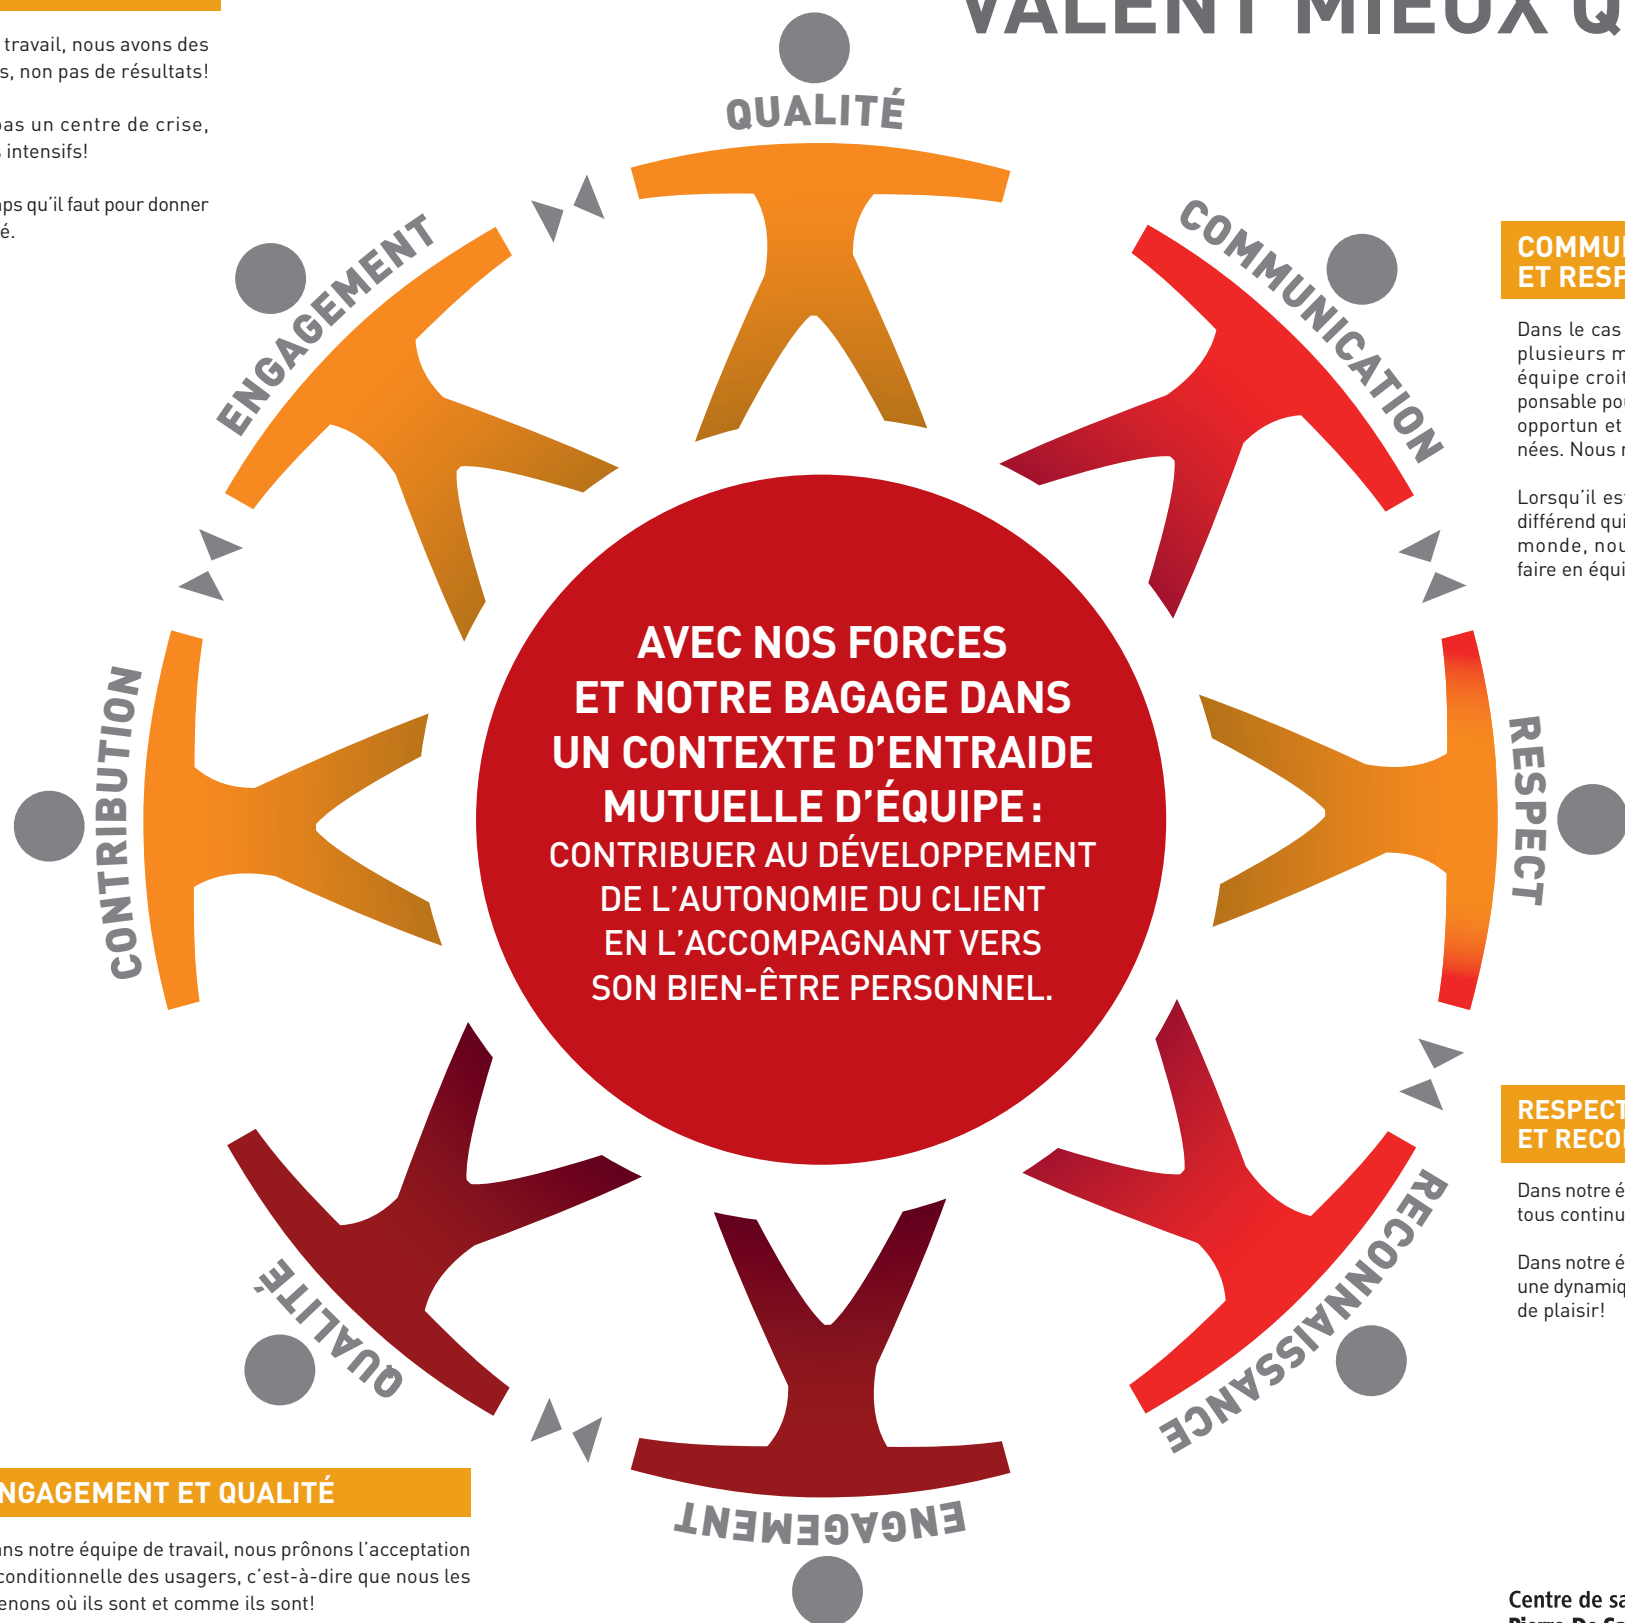 VALENT MIEUX Q
travail, nous avons des
s, non pas de résultats!
pas un centre de crise,
s intensifs!
ps qu'il faut pour donner
é.
QUALITÉ
ENGAGEMENT
COMMUNICATION
CONTRIBUTION
RESPECT
QUALITÉ
ENGAGEMENT
RECONNAISSANCE
AVEC NOS FORCES
ET NOTRE BAGAGE DANS
UN CONTEXTE D'ENTRAIDE
MUTUELLE D'ÉQUIPE :
CONTRIBUER AU DÉVELOPPEMENT
DE L'AUTONOMIE DU CLIENT
EN L'ACCOMPAGNANT VERS
SON BIEN-ÊTRE PERSONNEL.
COMMU
ET RESP
Dans le cas
plusieurs m
équipe croit
ponsable po
opportun et
nées. Nous
Lorsqu'il es
différend qui
monde, nou
faire en équi
RESPECT
ET RECO
Dans notre é
tous continu
Dans notre é
une dynamiq
de plaisir!
NGAGEMENT ET QUALITÉ
ns notre équipe de travail, nous prônons l'acceptation
conditionnelle des usagers, c'est-à-dire que nous les
enons où ils sont et comme ils sont!
Centre de sa